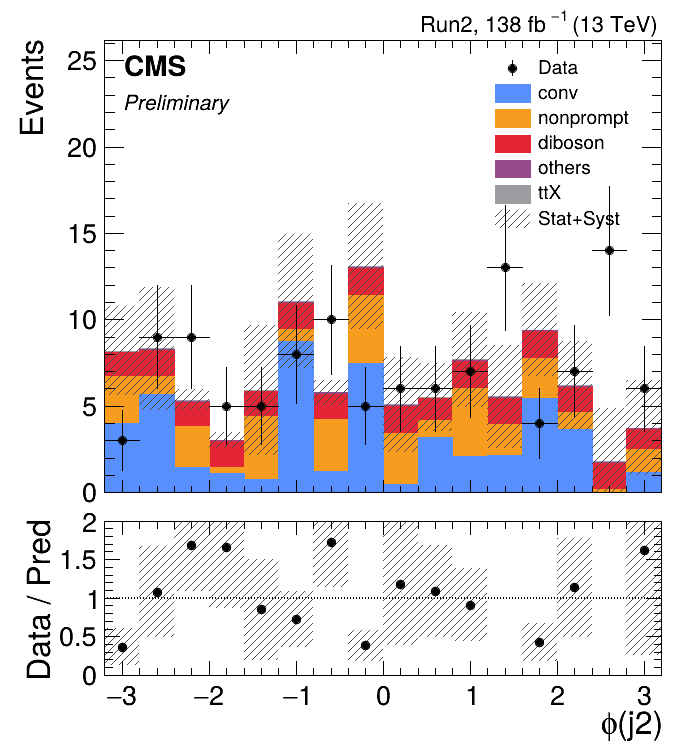 Run2, 138 fb⁻¹ (13 TeV)
Events
25
20
15
10
5
0
CMS
Preliminary
Data
conv
nonprompt
diboson
others
ttX
Stat+Syst
Data / Pred
2
1.5
1
0.5
0
−3 −2 −1 0 1 2 3
ϕ(j2)